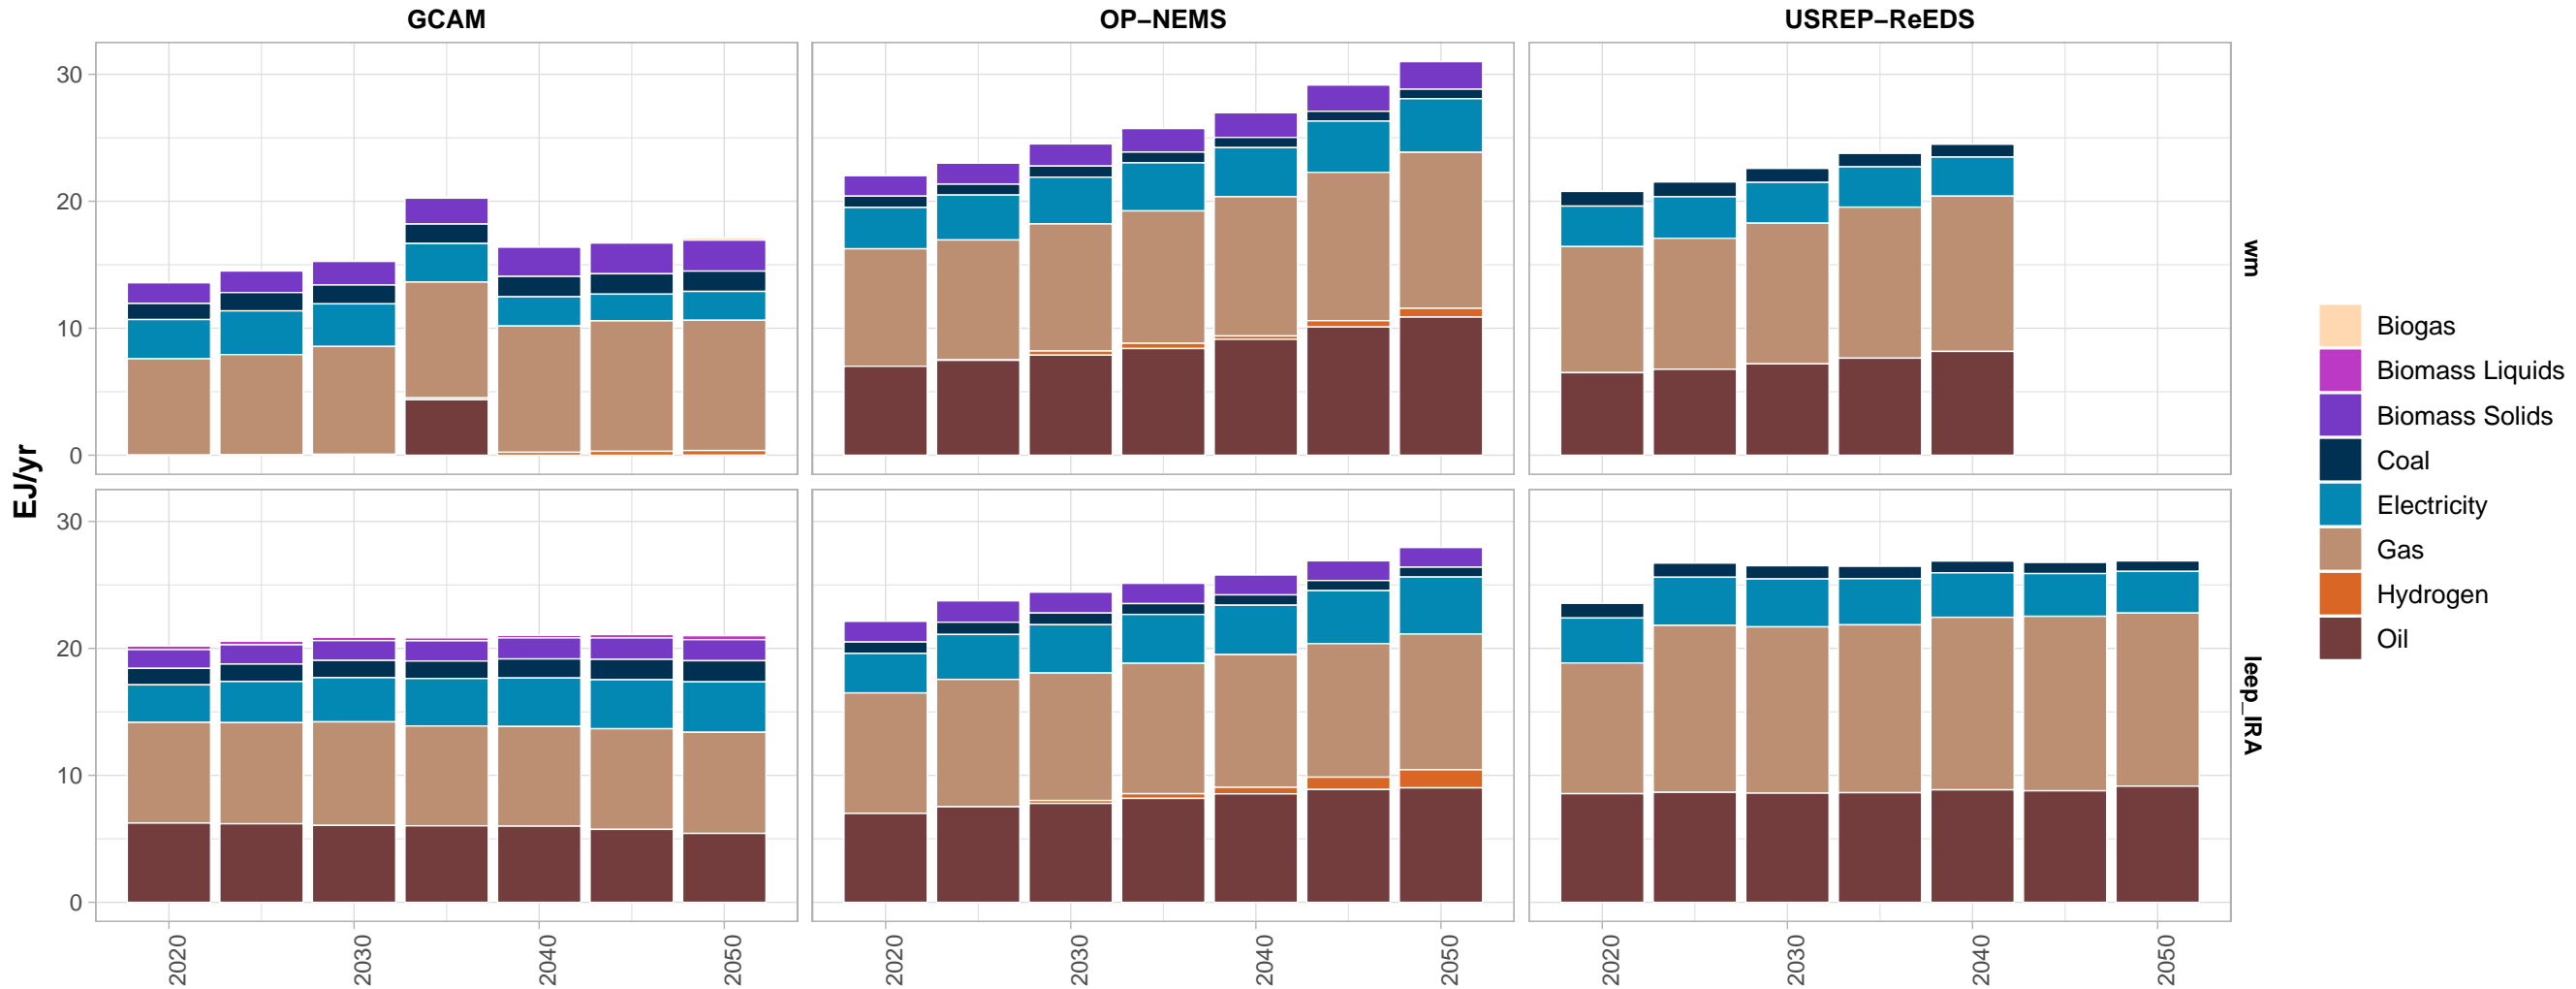 GCAM
OP−NEMS
USREP−ReEDS
EJ/yr
30
20
10
0
wm
30
20
10
0
leep_IRA
2020
2030
2040
2050
2020
2030
2040
2050
2020
2030
2040
2050
Biogas
Biomass Liquids
Biomass Solids
Coal
Electricity
Gas
Hydrogen
Oil